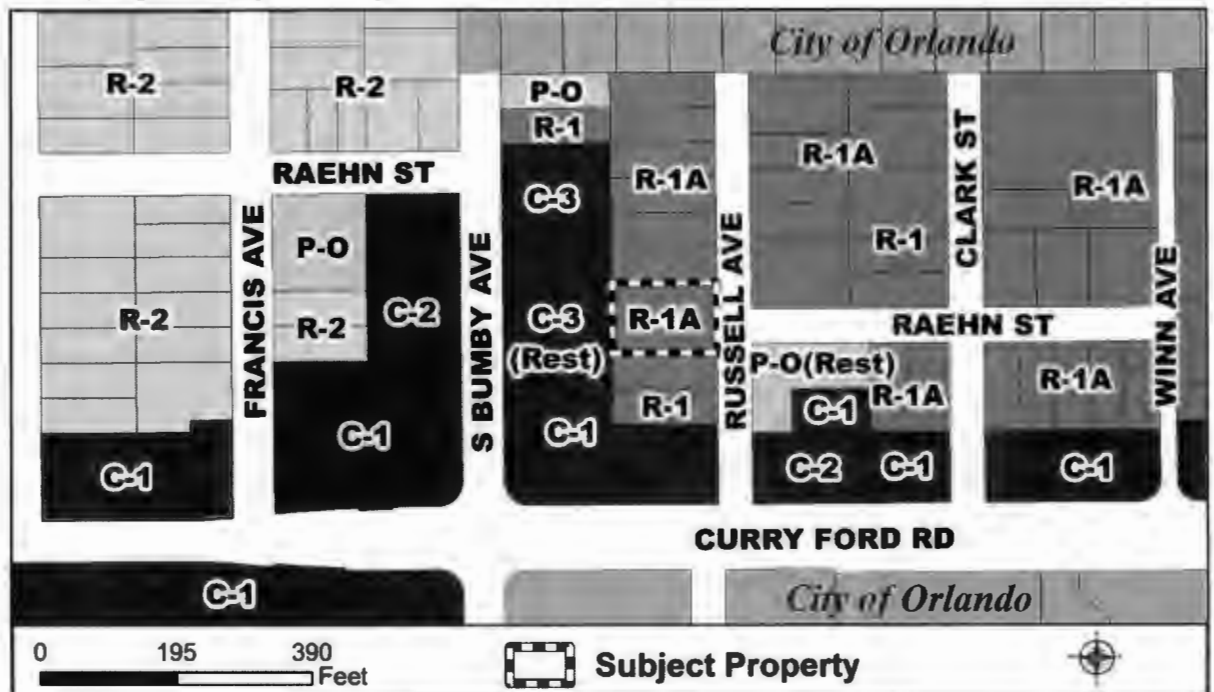 City of Orlando
R-2
R-2
P-O
R-1
R-1A
R-1A
R-1A
RAEHN ST
C-3
CLARK ST
R-1
P-O
FRANCIS AVE
S BUMBY AVE
RUSSELL AVE
WINN AVE
R-2
R-2
C-2
C-3
(Rest)
R-1A
RAEHN ST
P-O(Rest)
C-1
R-1A
R-1A
R-1
C-1
C-1
C-1
C-2
C-1
C-1
CURRY FORD RD
C-1
City of Orlando
0 195 390
Feet
Subject Property